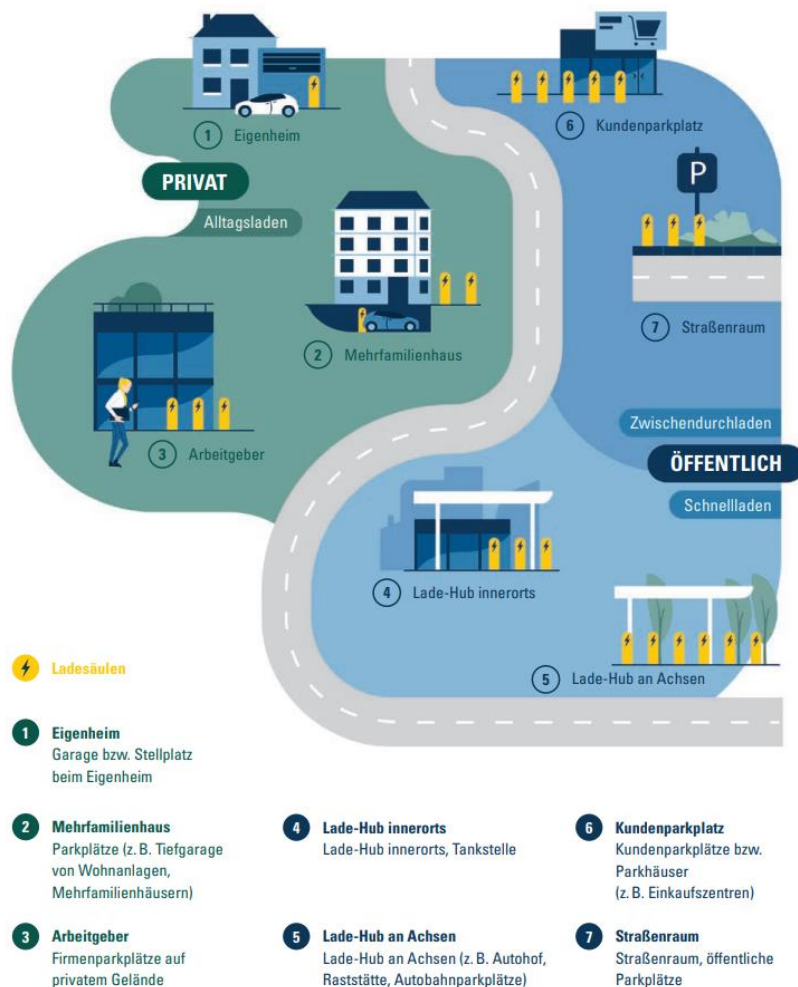 1 Eigenheim
6 Kundenparkplatz
PRIVAT
Alltagsladen
P
2 Mehrfamilienhaus
7 Straßenraum
3 Arbeitgeber
Zwischendurchladen
ÖFFENTLICH
Schnellladen
4 Lade-Hub innerorts
5 Lade-Hub an Achsen
Ladesäulen
1 Eigenheim
Garage bzw. Stellplatz
beim Eigenheim
2 Mehrfamilienhaus
Parkplätze (z. B. Tiefgarage
von Wohnanlagen,
Mehrfamilienhäusern)
3 Arbeitgeber
Firmenparkplätze auf
privatem Gelände
4 Lade-Hub innerorts
Lade-Hub innerorts, Tankstelle
5 Lade-Hub an Achsen
Lade-Hub an Achsen (z. B. Autohof,
Raststätte, Autobahnparkplätze)
6 Kundenparkplatz
Kundenparkplätze bzw.
Parkhäuser
(z. B. Einkaufszentren)
7 Straßenraum
Straßenraum, öffentliche
Parkplätze